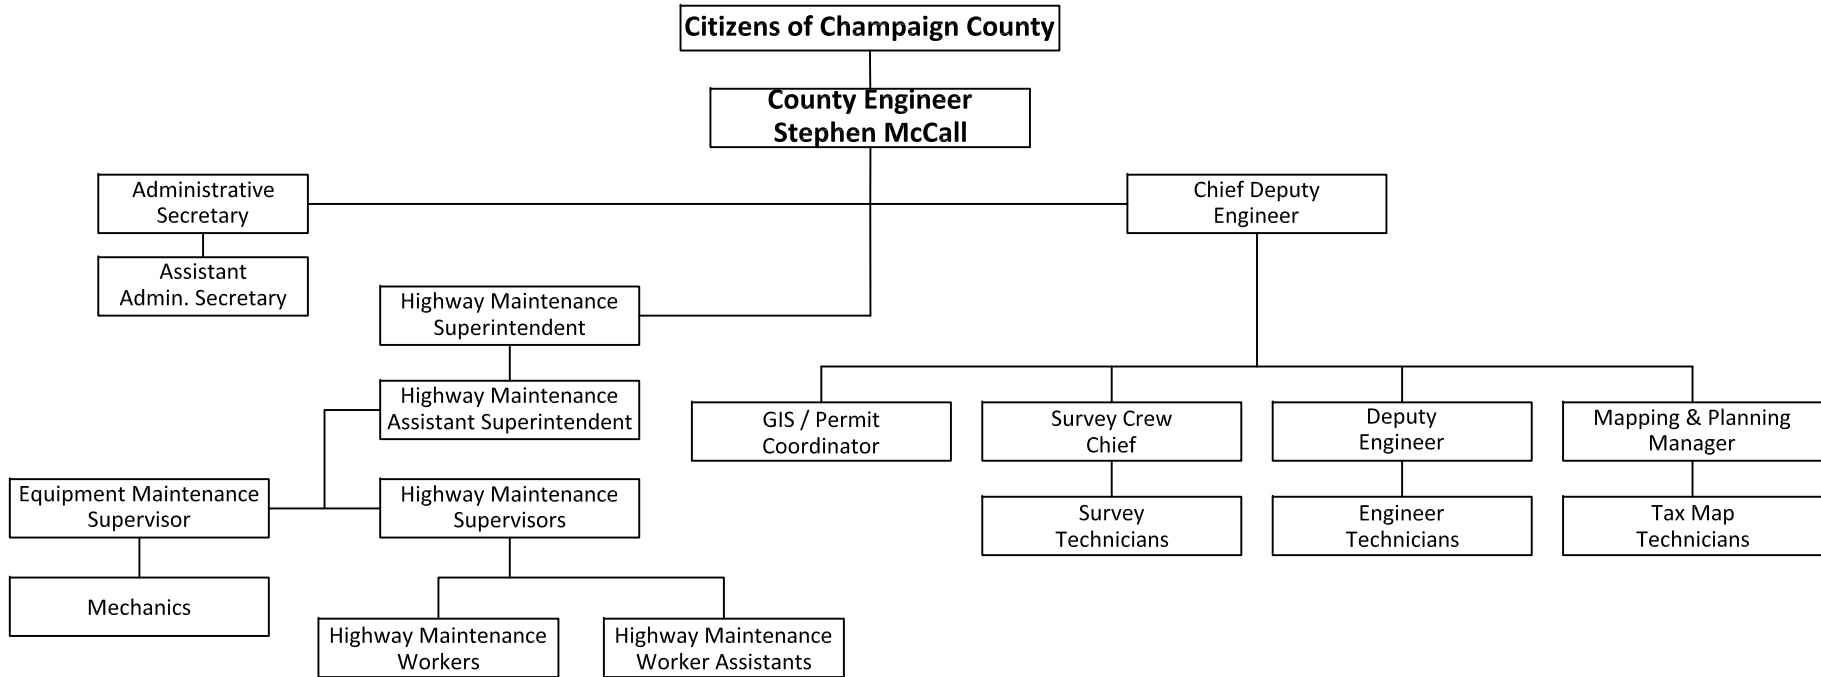 Citizens of Champaign County
County Engineer
Stephen McCall
Administrative
Secretary
Chief Deputy
Engineer
Assistant
Admin. Secretary
Highway Maintenance
Superintendent
Highway Maintenance
Assistant Superintendent
GIS / Permit
Coordinator
Survey Crew
Chief
Deputy
Engineer
Mapping & Planning
Manager
Equipment Maintenance
Supervisor
Highway Maintenance
Supervisors
Survey
Technicians
Engineer
Technicians
Tax Map
Technicians
Mechanics
Highway Maintenance
Workers
Highway Maintenance
Worker Assistants